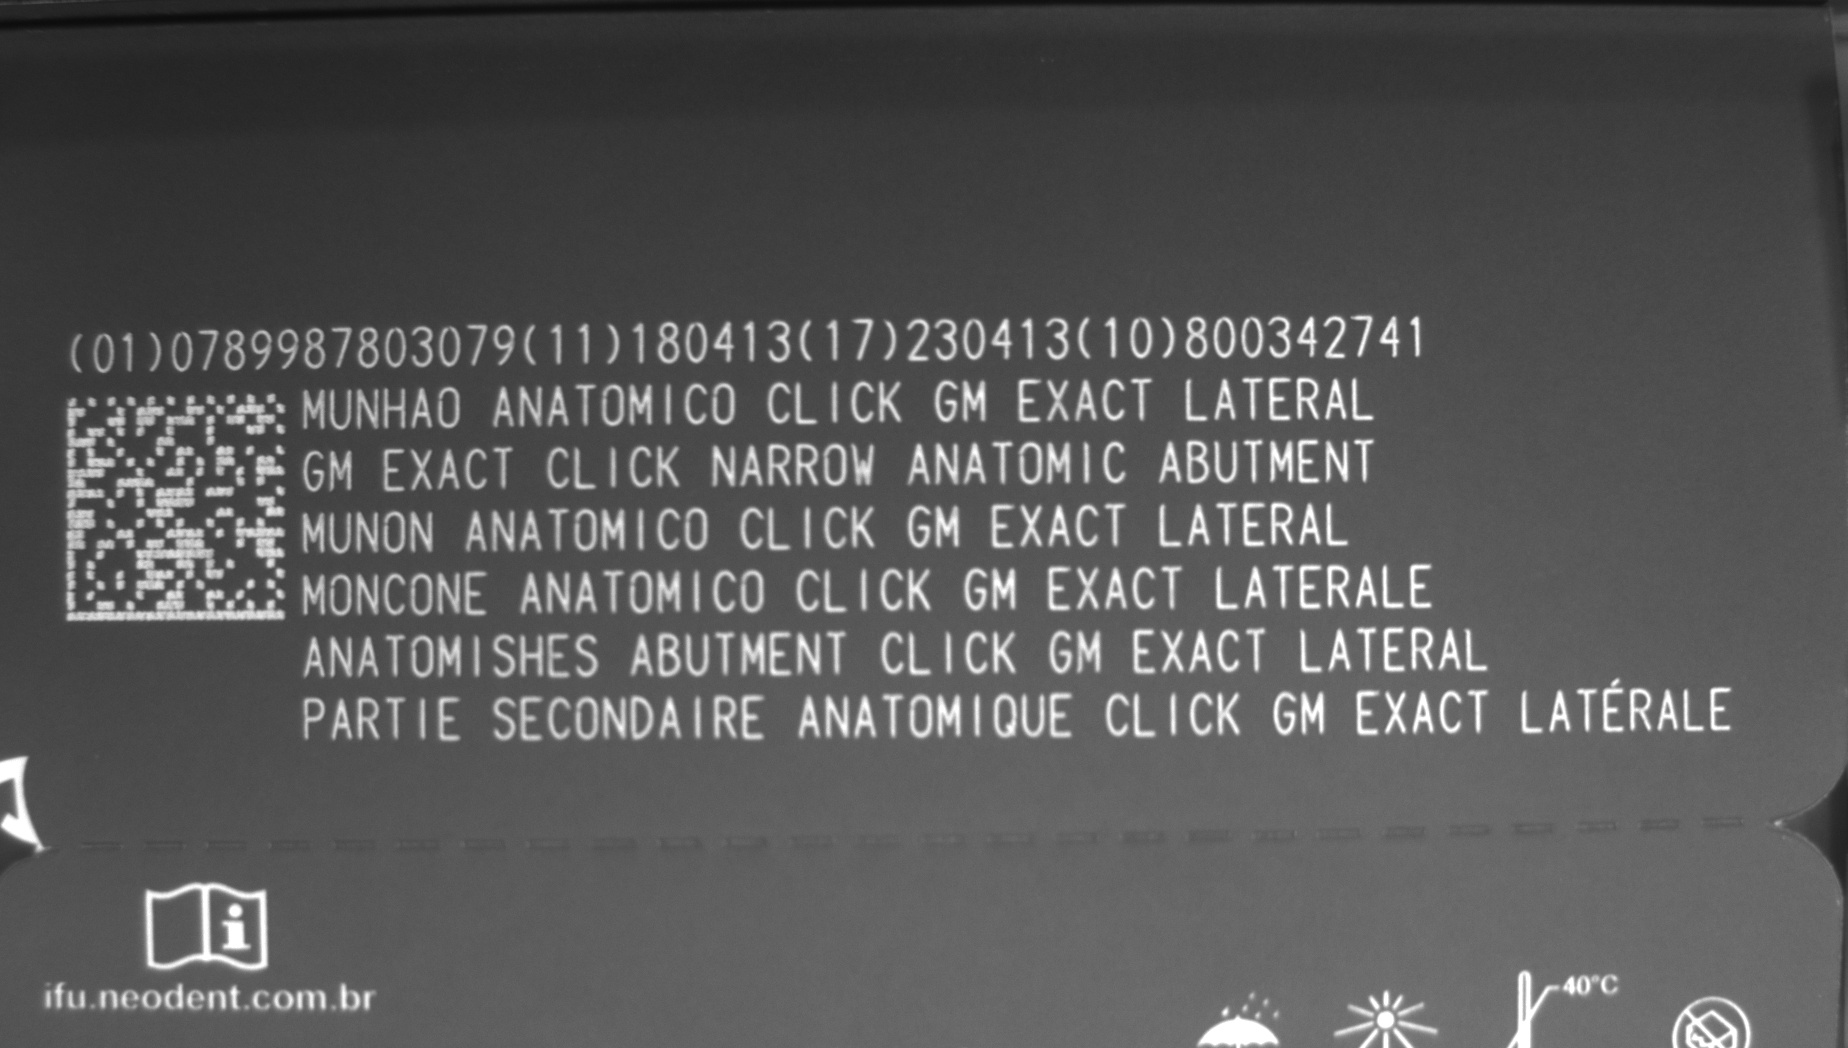 (01)07899878030​79(11)180413(17)230413(10)800342741
MUNHAO ANATOMICO CLICK GM EXACT LATERAL
GM EXACT CLICK NARROW ANATOMIC ABUTMENT
MUNON ANATOMICO CLICK GM EXACT LATERAL
MONCONE ANATOMICO CLICK GM EXACT LATERALE
ANATOMISHES ABUTMENT CLICK GM EXACT LATERAL
PARTIE SECONDAIRE ANATOMIQUE CLICK GM EXACT LATÉRALE
i
ifu.neodent.com.br
40°C